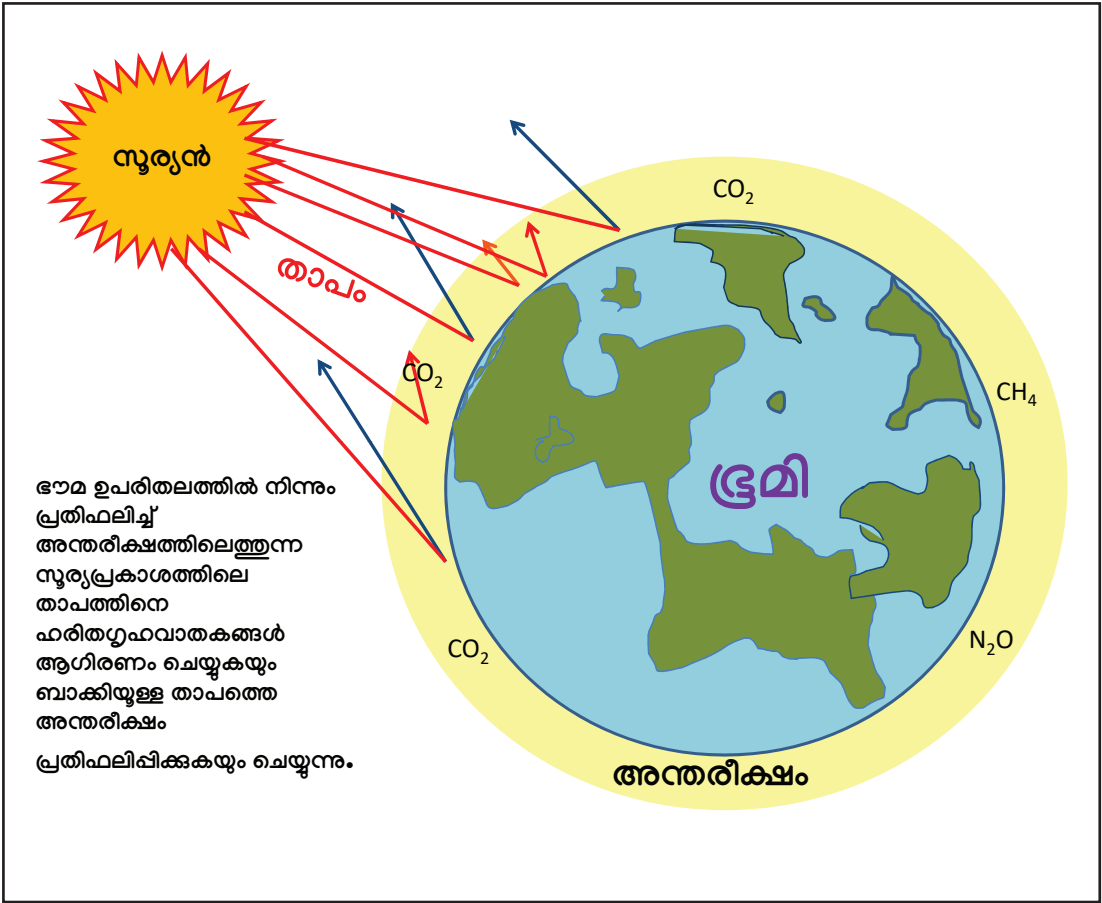 സൂര്യൻ
താപം
CO₂
CO₂
CH₄
ഭൂമി
N₂O
CO₂
അന്തരീക്ഷം
ഭൗമ ഉപരിതലത്തിൽ നിന്നും
പ്രതിഫലിച്ച്
അന്തരീക്ഷത്തിലെത്തുന്ന
സൂര്യപ്രകാശത്തിലെ
താപത്തിനെ
ഹരിതഗൃഹവാതകങ്ങൾ
ആഗിരണം ചെയ്യുകയും
ബാക്കിയൂള്ള താപത്തെ
അന്തരീക്ഷം
പ്രതിഫലിപ്പിക്കുകയും ചെയ്യുന്നു.